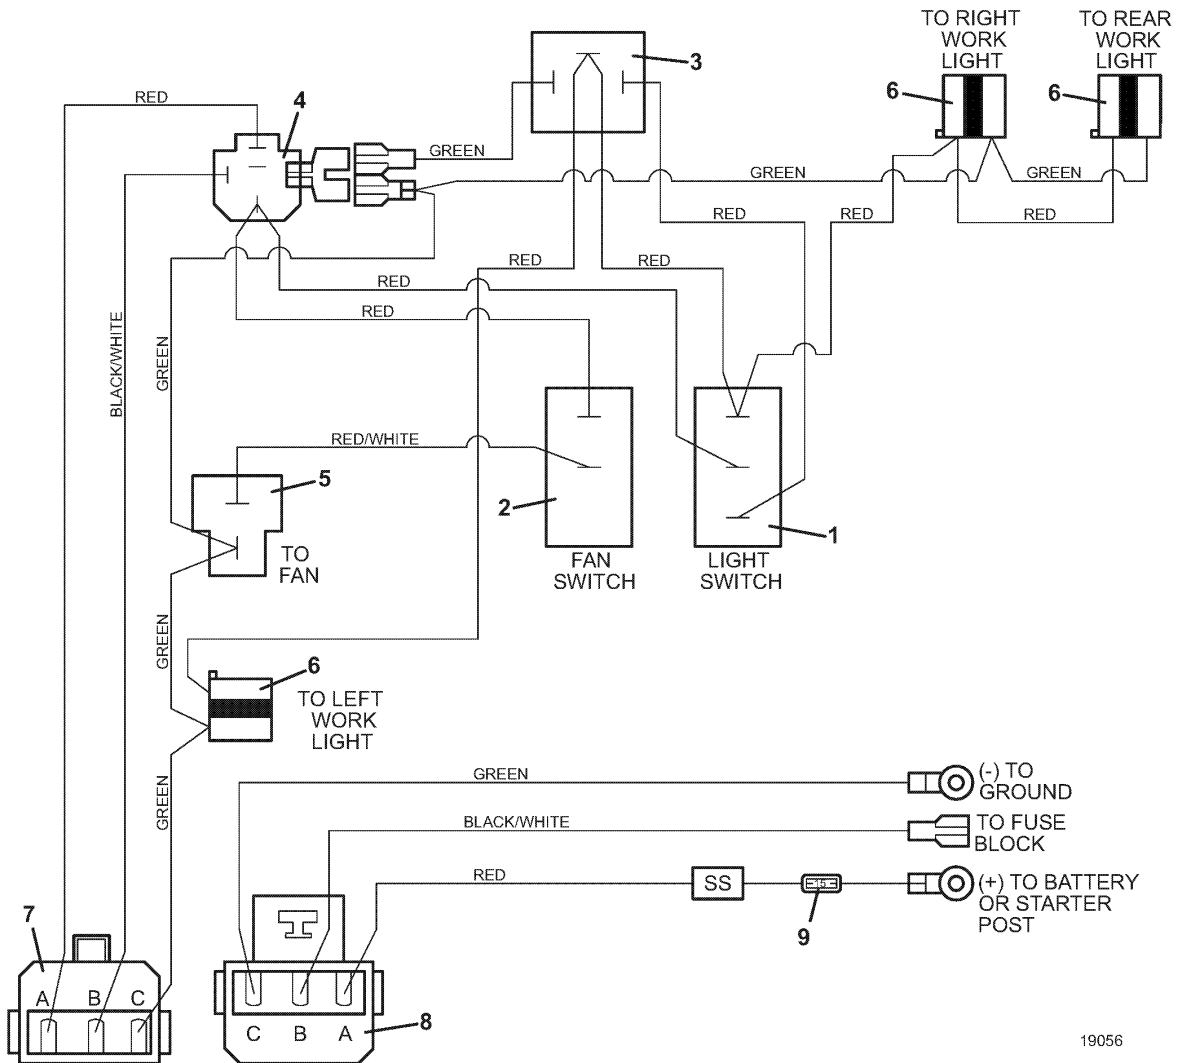 TO RIGHT
WORK
LIGHT
TO REAR
WORK
LIGHT
3
6
6
RED
4
GREEN
GREEN
GREEN
RED
RED
RED
RED
RED
RED
RED
BLACK/WHITE
GREEN
RED/WHITE
5
2
1
TO
FAN
FAN
SWITCH
LIGHT
SWITCH
GREEN
6
TO LEFT
WORK
LIGHT
GREEN
GREEN
(-) TO
GROUND
BLACK/WHITE
TO FUSE
BLOCK
RED
SS
15
(+) TO BATTERY
OR STARTER
POST
9
7
A B C
C B A
8
19056